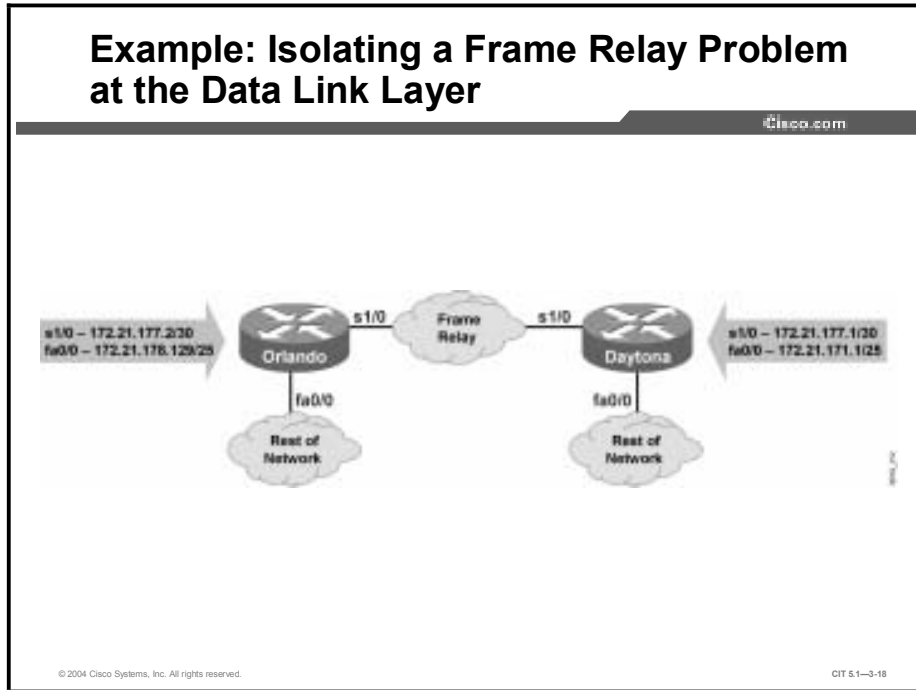 Example: Isolating a Frame Relay Problem
at the Data Link Layer
Cisco.com
s1/0 – 172.21.177.2/30
fa0/0 – 172.21.178.129/25
s1/0
Frame
Relay
s1/0
s1/0 – 172.21.177.1/30
fa0/0 – 172.21.171.1/25
Orlando
Daytona
fa0/0
fa0/0
Rest of
Network
Rest of
Network
© 2004 Cisco Systems, Inc. All rights reserved.
CIT 5.1—3-18